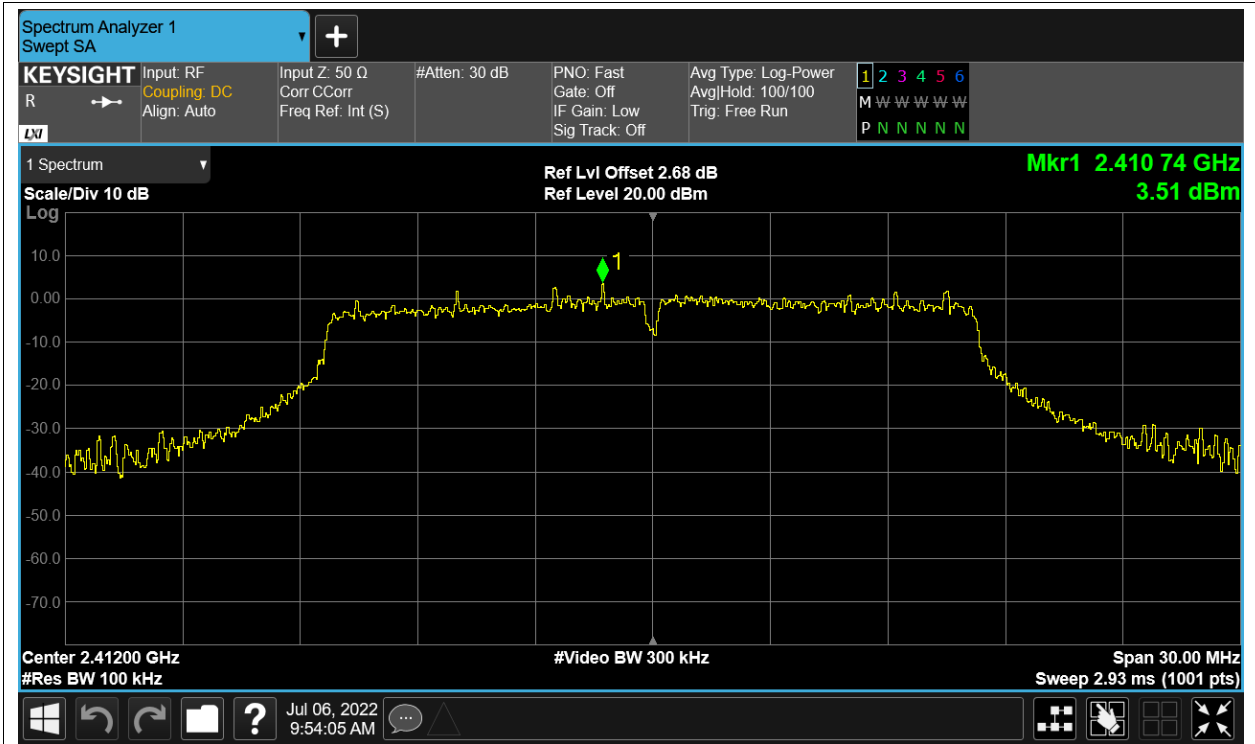 Spectrum Analyzer 1
Swept SA
+
KEYSIGHT
R
LXI
Input: RF
Coupling: DC
Align: Auto
Input Z: 50 Ω
Corr CCorr
Freq Ref: Int (S)
#Atten: 30 dB
PNO: Fast
Gate: Off
IF Gain: Low
Sig Track: Off
Avg Type: Log-Power
Avg|Hold: 100/100
Trig: Free Run
1 2 3 4 5 6
M W W W W W
P N N N N N
1 Spectrum
Scale/Div 10 dB
Log
Ref Lvl Offset 2.68 dB
Ref Level 20.00 dBm
Mkr1 2.410 74 GHz
3.51 dBm
1
10.0
0.00
-10.0
-20.0
-30.0
-40.0
-50.0
-60.0
-70.0
Center 2.41200 GHz
#Res BW 100 kHz
#Video BW 300 kHz
Span 30.00 MHz
Sweep 2.93 ms (1001 pts)
?
Jul 06, 2022
9:54:05 AM